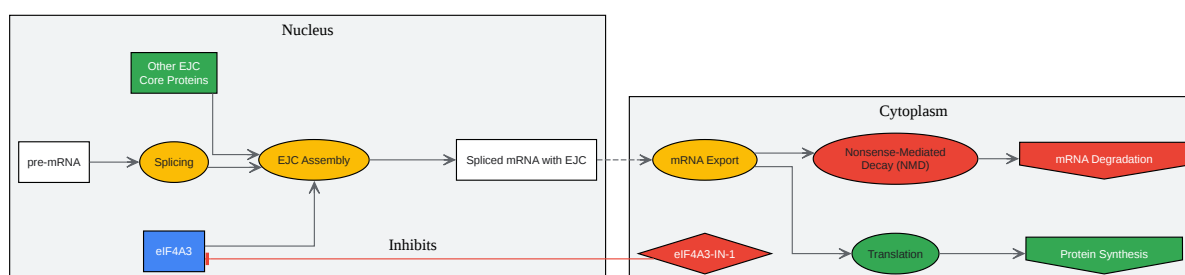 Nucleus
Other EJC
Core Proteins
pre-mRNA
Splicing
EJC Assembly
Spliced mRNA with EJC
eIF4A3
Inhibits
Cytoplasm
mRNA Export
Nonsense-Mediated
Decay (NMD)
mRNA Degradation
eIF4A3-IN-1
Translation
Protein Synthesis